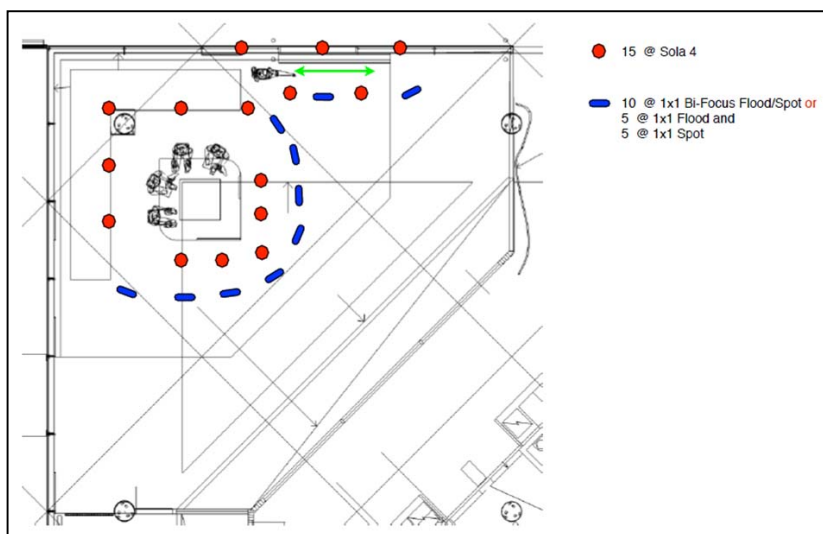 15 @ Sola 4
10 @ 1x1 Bi-Focus Flood/Spot or
5 @ 1x1 Flood and
5 @ 1x1 Spot